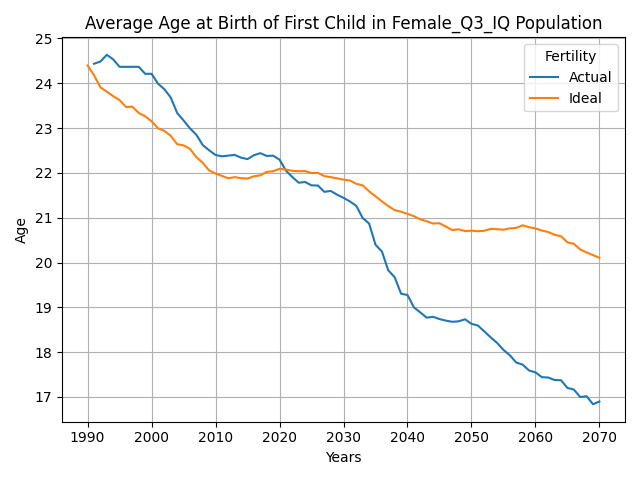 Average Age at Birth of First Child in Female_Q3_IQ Population
Fertility
Actual
Ideal
Age
25
24
23
22
21
20
19
18
17
1990 2000 2010 2020 2030 2040 2050 2060 2070
Years